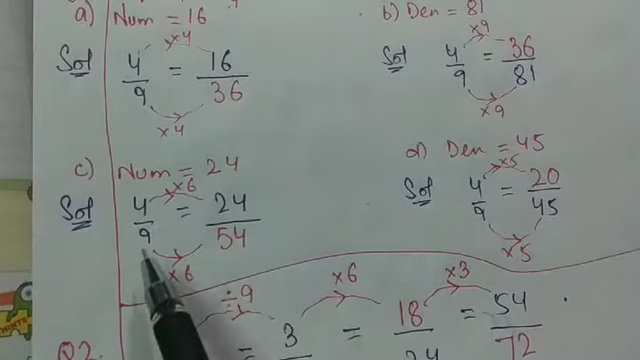 a) Num = 16
Sol 4/9 = 16/36
×4
×4
b) Den = 81
Sol 4/9 = 36/81
×9
×9
c) Num = 24
Sol 4/9 = 24/54
×6
×6
d) Den = 45
Sol 4/9 = 20/45
×5
×5
÷9 ×6 ×3
Q2. = 3 = 18/24 = 54/72